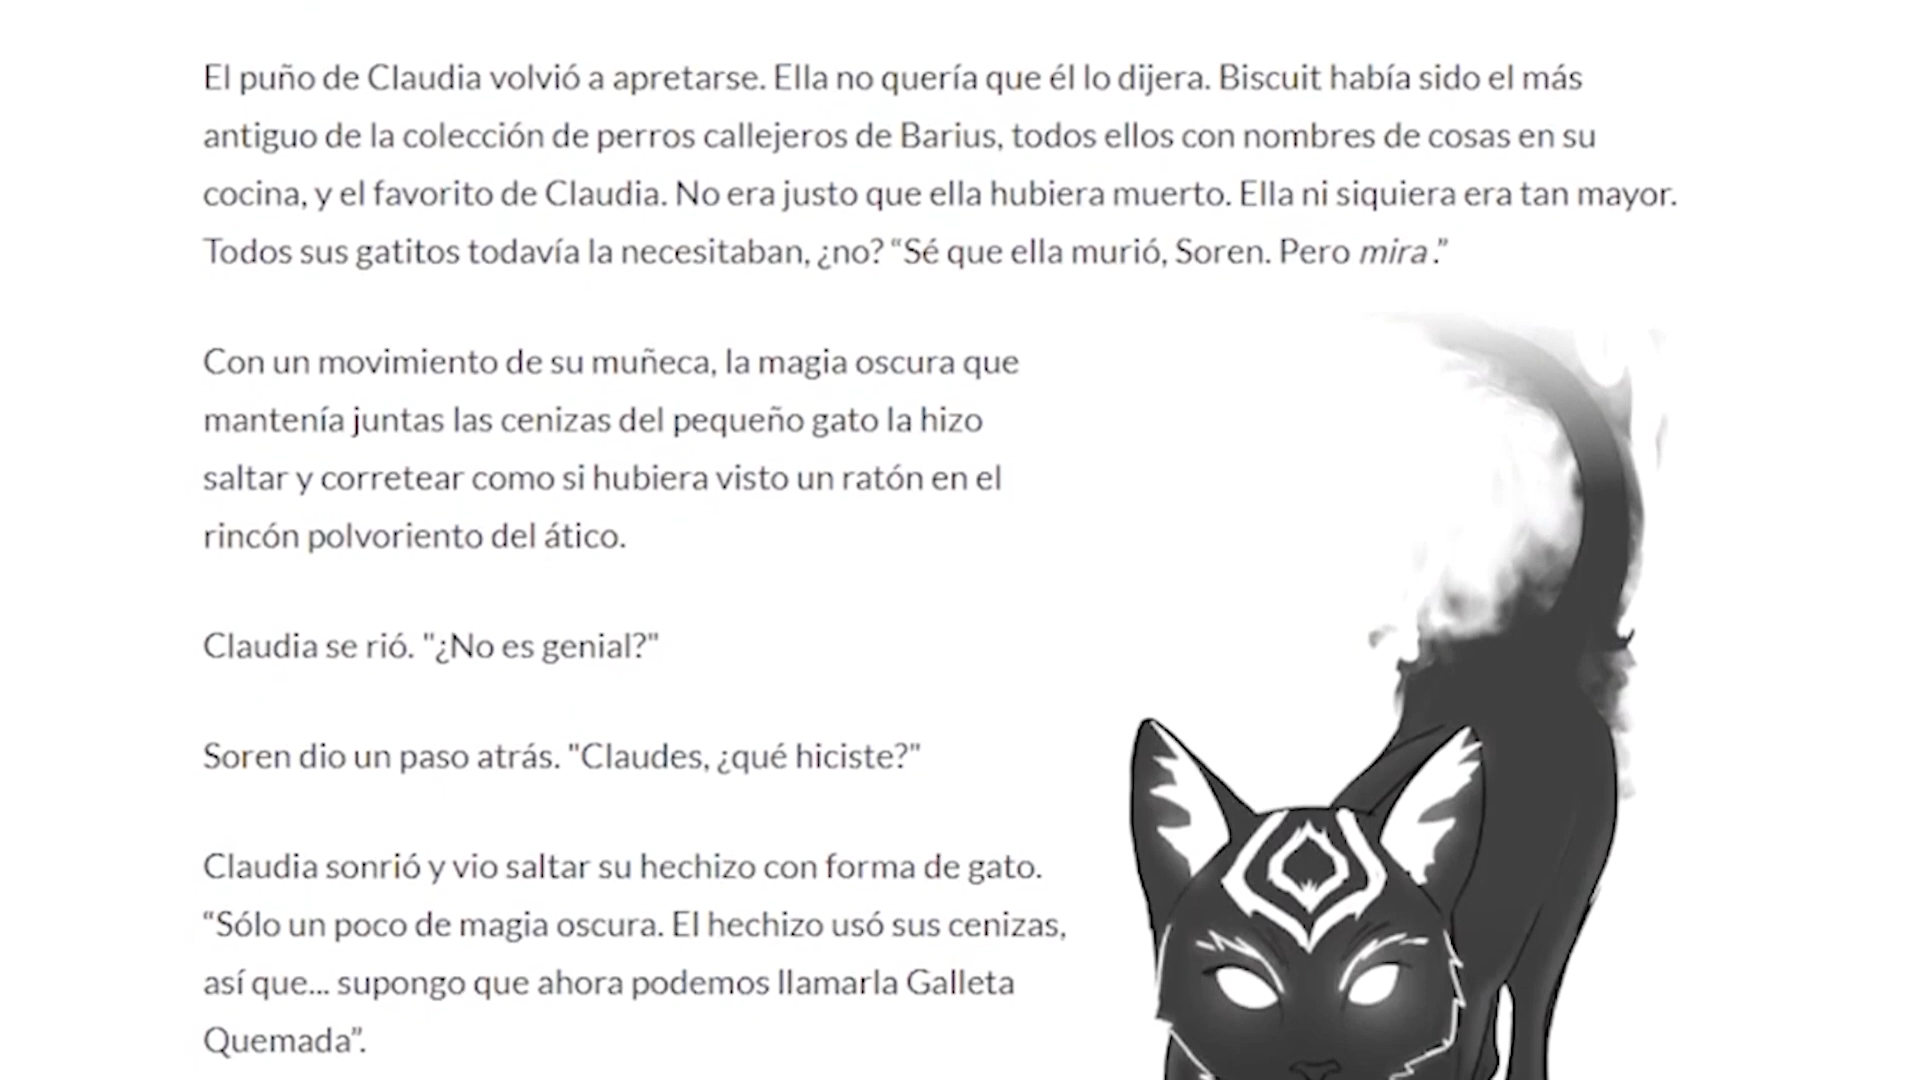 El puño de Claudia volvió a apretarse. Ella no quería que él lo dijera. Biscuit había sido el más
antiguo de la colección de perros callejeros de Barius, todos ellos con nombres de cosas en su
cocina, y el favorito de Claudia. No era justo que ella hubiera muerto. Ella ni siquiera era tan mayor.
Todos sus gatitos todavía la necesitaban, ¿no? “Sé que ella murió, Soren. Pero mira.”
Con un movimiento de su muñeca, la magia oscura que
mantenía juntas las cenizas del pequeño gato la hizo
saltar y corretear como si hubiera visto un ratón en el
rincón polvoriento del ático.
Claudia se rió. "¿No es genial?"
Soren dio un paso atrás. "Claudes, ¿qué hiciste?"
Claudia sonrió y vio saltar su hechizo con forma de gato.
“Sólo un poco de magia oscura. El hechizo usó sus cenizas,
así que... supongo que ahora podemos llamarla Galleta
Quemada”.